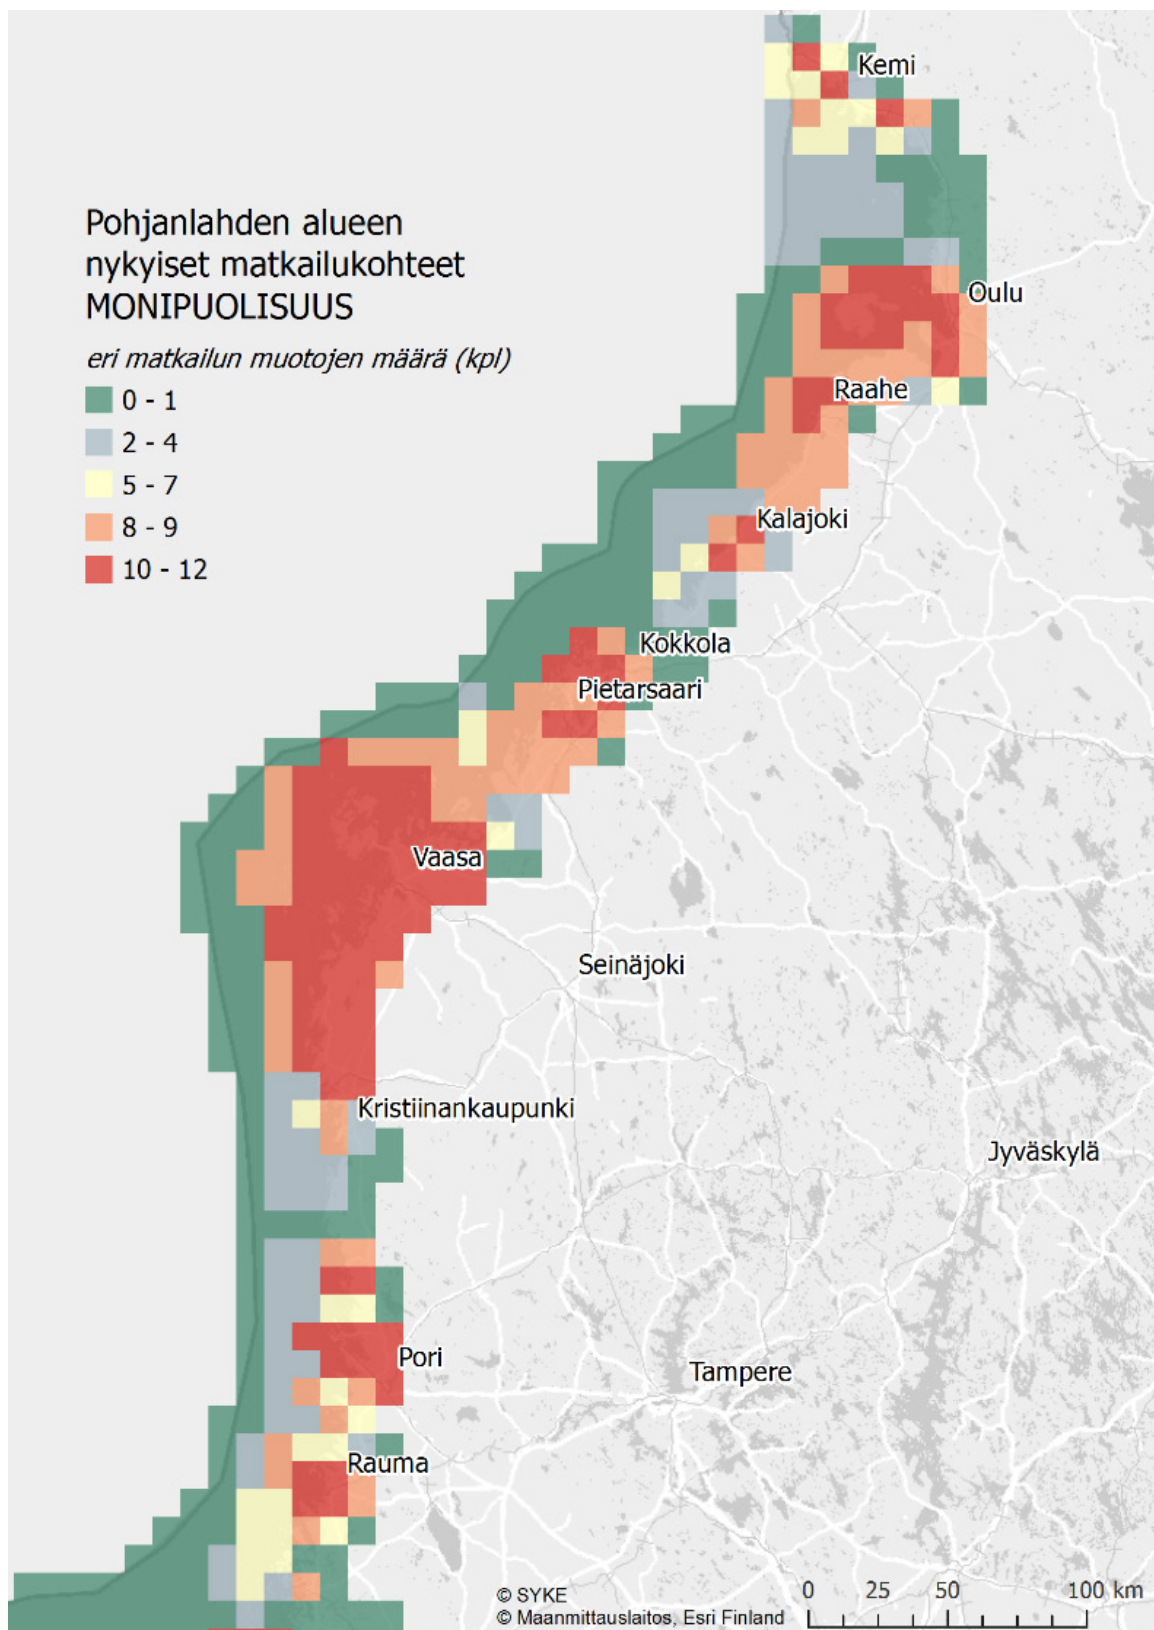 Kemi
Pohjanlahden alueen
nykyiset matkailukohteet
MONIPUOLISUUS
eri matkailun muotojen määrä (kpl)
0 - 1
2 - 4
5 - 7
8 - 9
10 - 12
Oulu
Raahe
Kalajoki
Kokkola
Pietarsaari
Vaasa
Seinäjoki
Kristiinankaupunki
Jyväskylä
Pori
Tampere
Rauma
© SYKE
© Maanmittauslaitos, Esri Finland
0 25 50 100 km